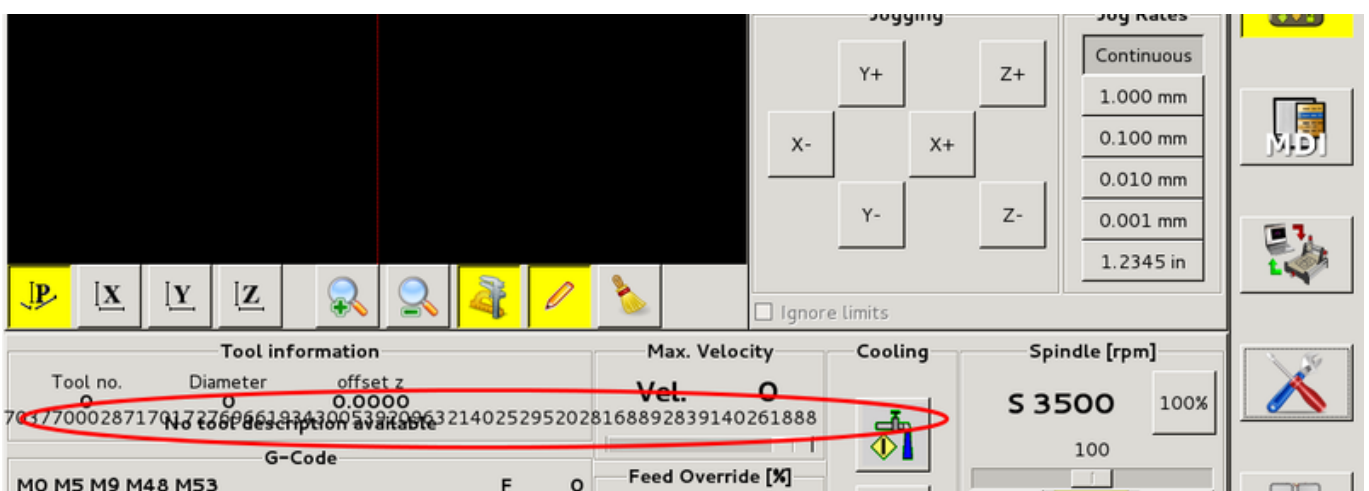 Jogging
Jog Rates
Continuous
Y+
Z+
1.000 mm
X-
X+
0.100 mm
MDI
0.010 mm
Y-
Z-
0.001 mm
1.2345 in
P
X
Y
Z
Ignore limits
Tool information
Max. Velocity
Cooling
Spindle [rpm]
Tool no.
Diameter
offset z
0
0
0.0000
Vel. 0
S 3500
100%
No tool description available
100
G-Code
M0 M5 M9 M48 M53
F 0
Feed Override [%]